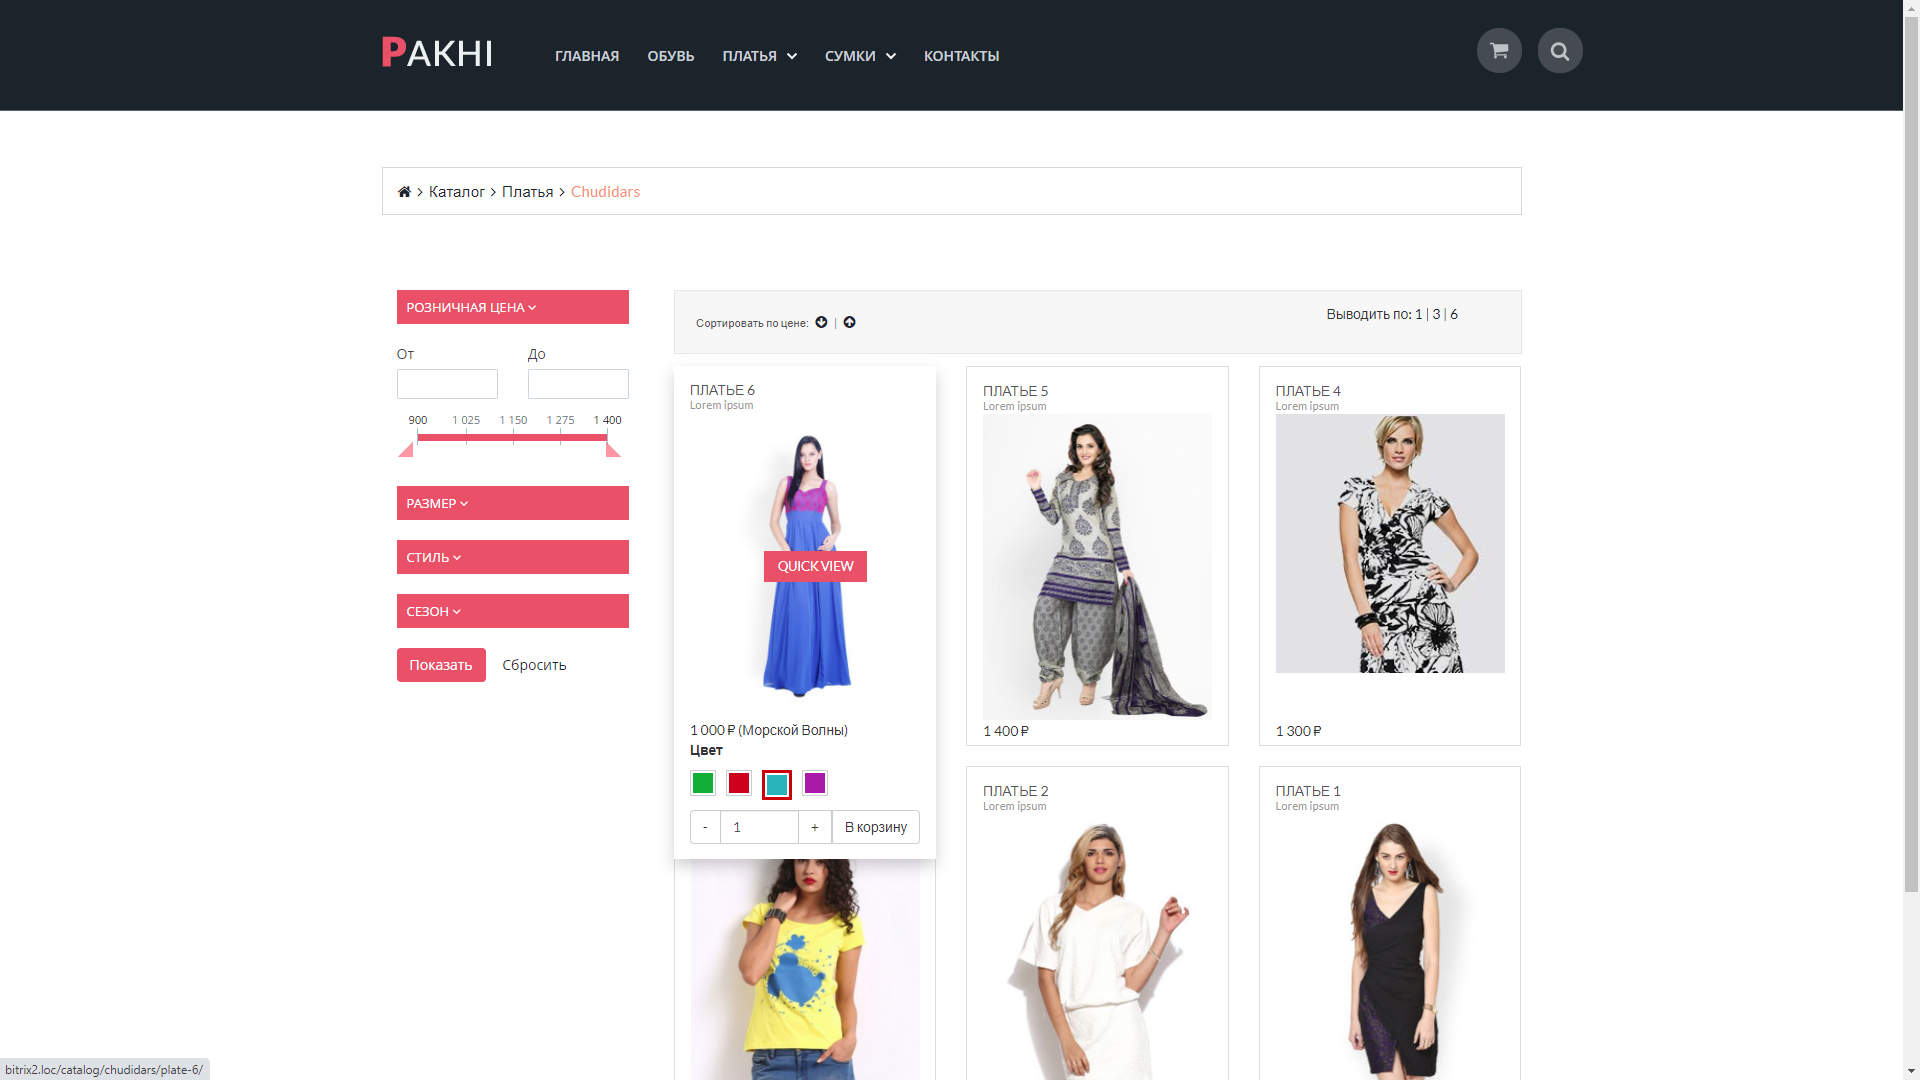 PAKHI
ГЛАВНАЯ ОБУВЬ ПЛАТЬЯ СУМКИ КОНТАКТЫ
Каталог > Платья > Chudidars
РОЗНИЧНАЯ ЦЕНА
От До
900 1 025 1 150 1 275 1 400
РАЗМЕР
СТИЛЬ
СЕЗОН
Показать Сбросить
Сортировать по цене: |
Выводить по: 1 | 3 | 6
ПЛАТЬЕ 6
Lorem ipsum
QUICK VIEW
1 000 ₽ (Морской Волны)
Цвет
- 1 + В корзину
ПЛАТЬЕ 5
Lorem ipsum
1 400 ₽
ПЛАТЬЕ 4
Lorem ipsum
1 300 ₽
ПЛАТЬЕ 2
Lorem ipsum
ПЛАТЬЕ 1
Lorem ipsum
bitrix2.loc/catalog/chudidars/plate-6/